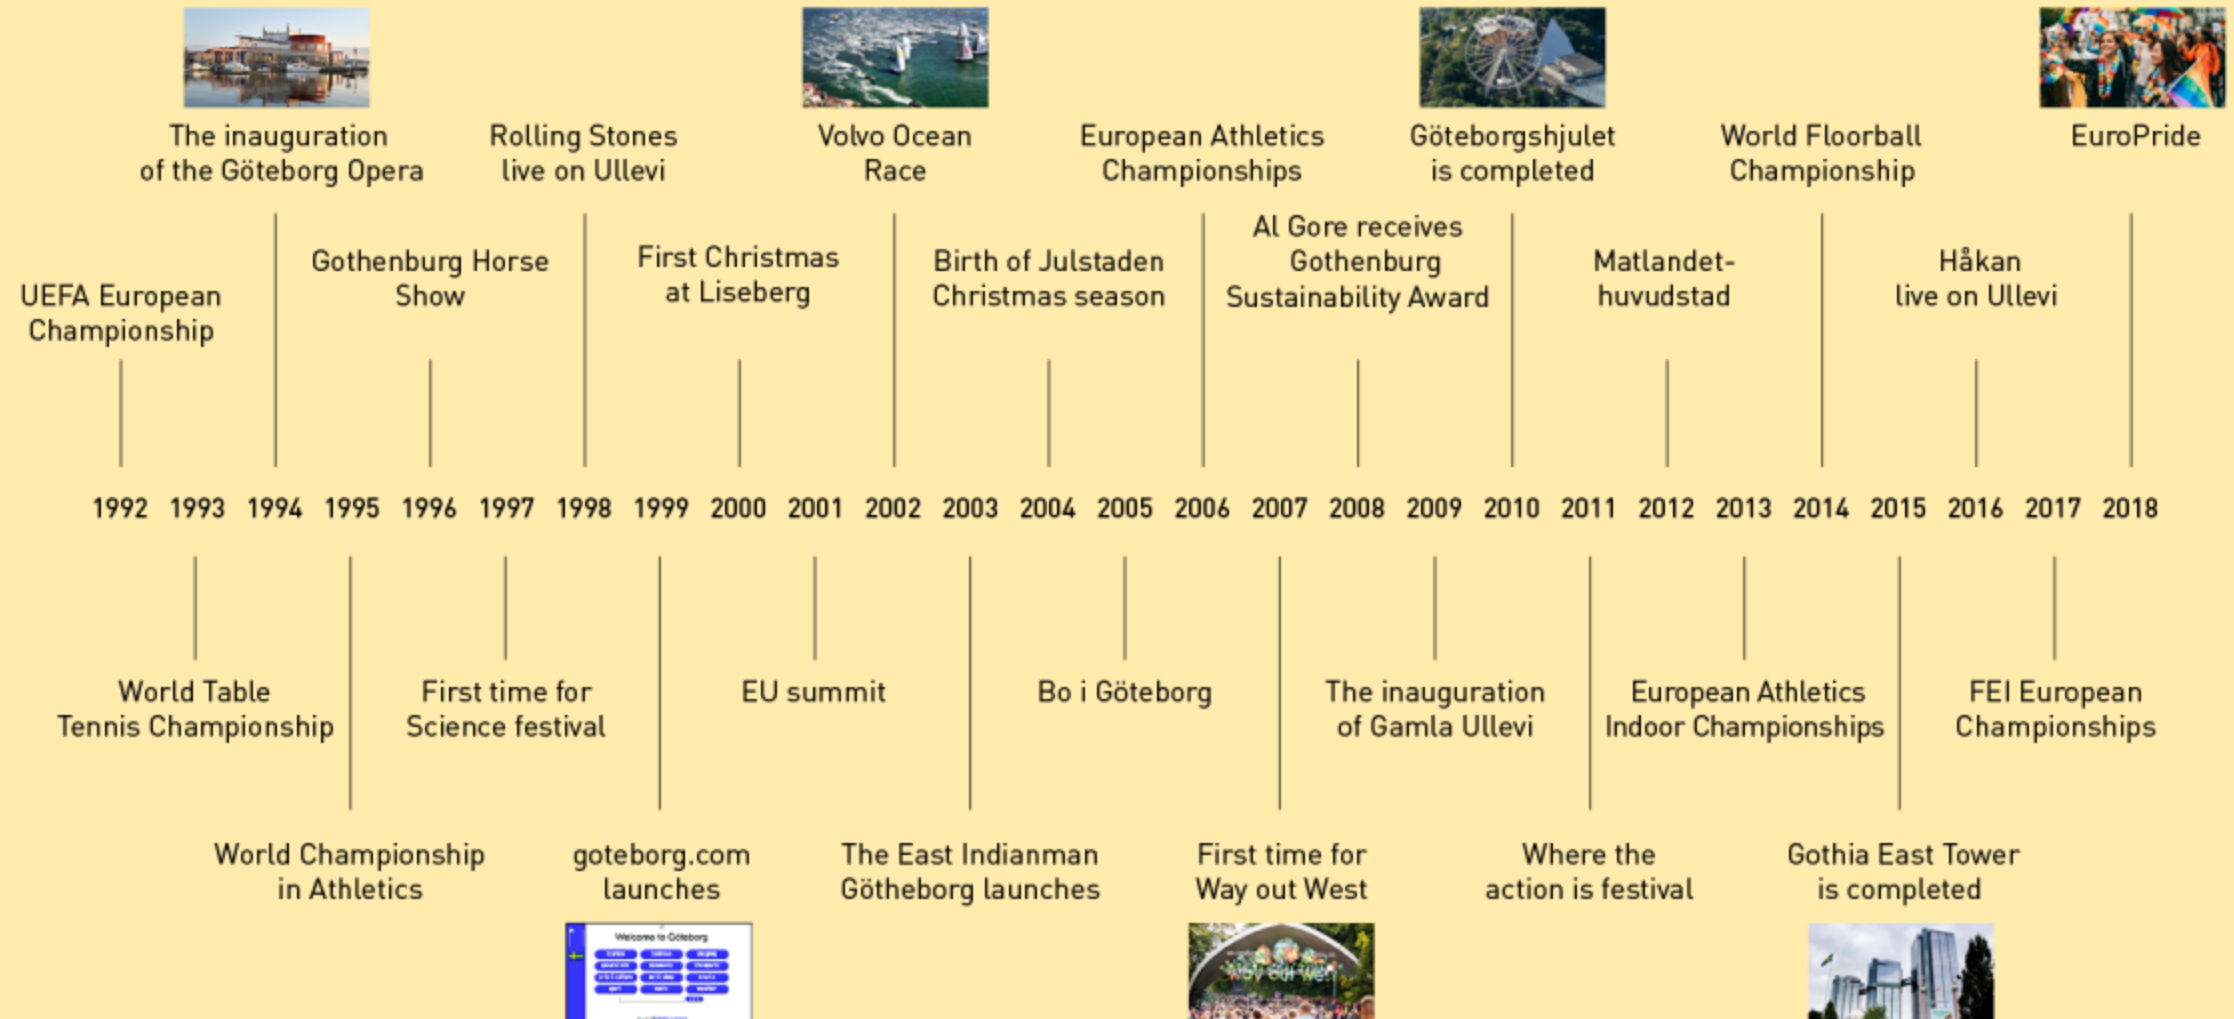 The inauguration
of the Göteborg Opera
Rolling Stones
live on Ullevi
Volvo Ocean
Race
European Athletics
Championships
Göteborgshjulet
is completed
World Floorball
Championship
EuroPride
UEFA European
Championship
Gothenburg Horse
Show
First Christmas
at Liseberg
Birth of Julstaden
Christmas season
Al Gore receives
Gothenburg
Sustainability Award
Matlandet-
huvudstad
Håkan
live on Ullevi
1992 1993 1994 1995 1996 1997 1998 1999 2000 2001 2002 2003 2004 2005 2006 2007 2008 2009 2010 2011 2012 2013 2014 2015 2016 2017 2018
World Table
Tennis Championship
First time for
Science festival
EU summit
Bo i Göteborg
The inauguration
of Gamla Ullevi
European Athletics
Indoor Championships
FEI European
Championships
World Championship
in Athletics
goteborg.com
launches
The East Indianman
Götheborg launches
First time for
Way out West
Where the
action is festival
Gothia East Tower
is completed
Welcome to Göteborg
way out west